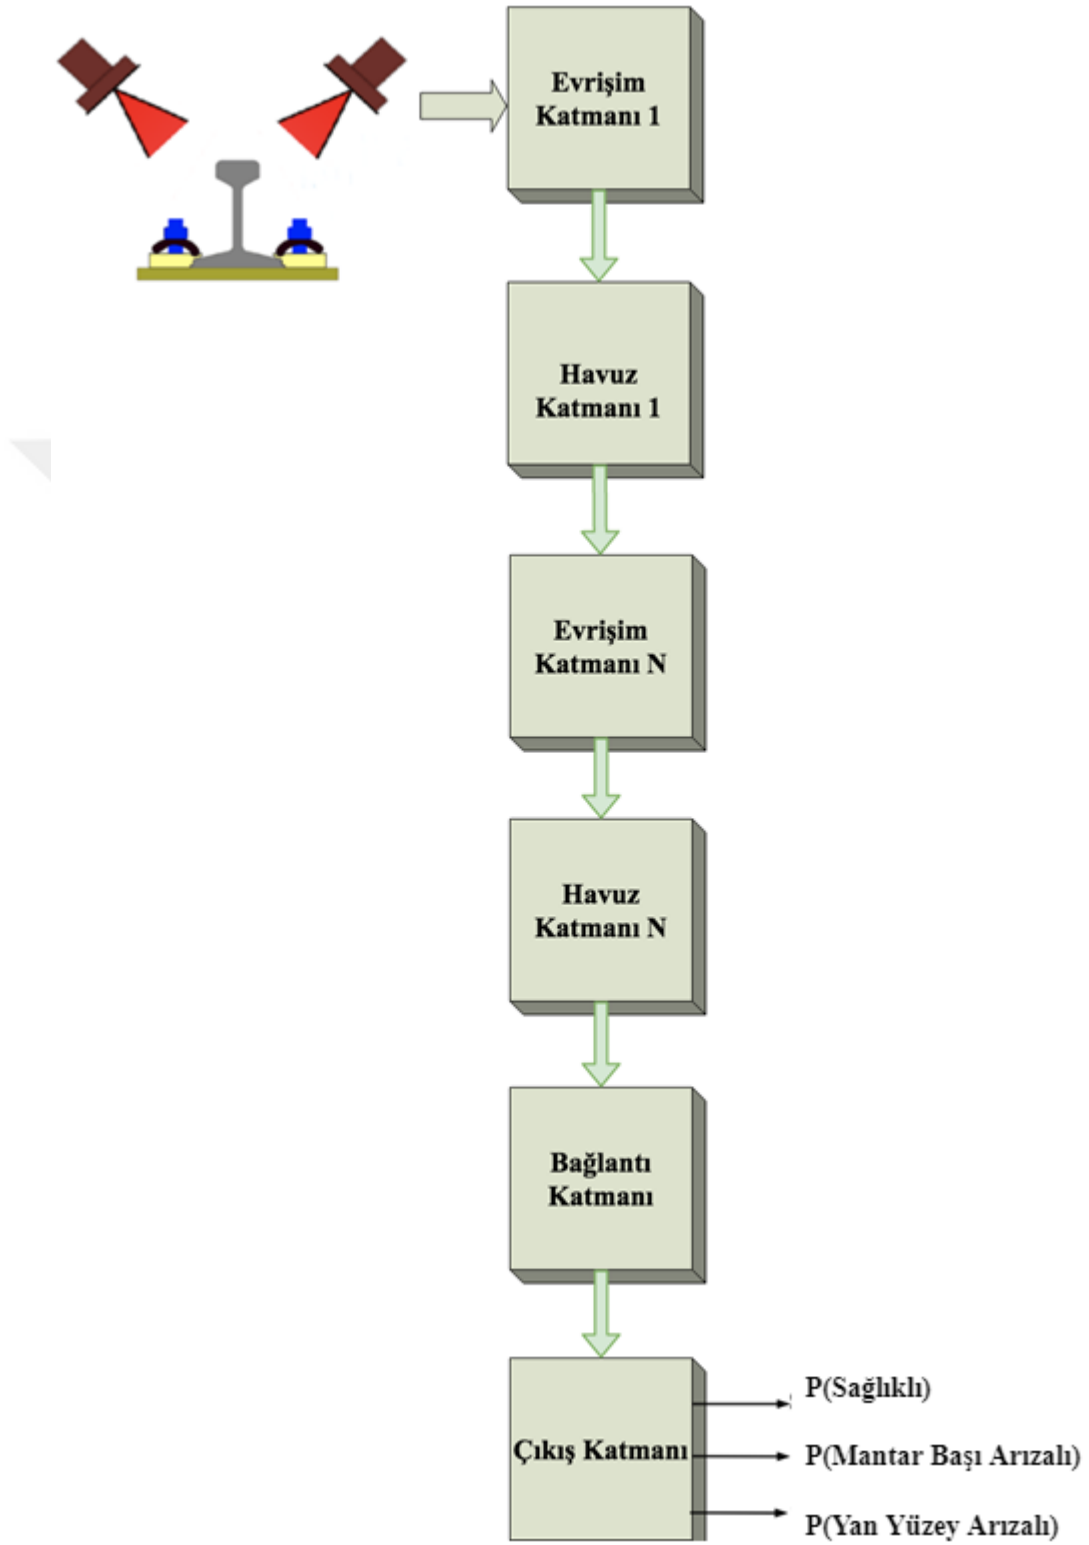 Evrişim
Katmanı 1
Havuz
Katmanı 1
Evrişim
Katmanı N
Havuz
Katmanı N
Bağlantı
Katmanı
Çıkış Katmanı
P(Sağlıklı)
P(Mantar Başı Arızalı)
P(Yan Yüzey Arızalı)